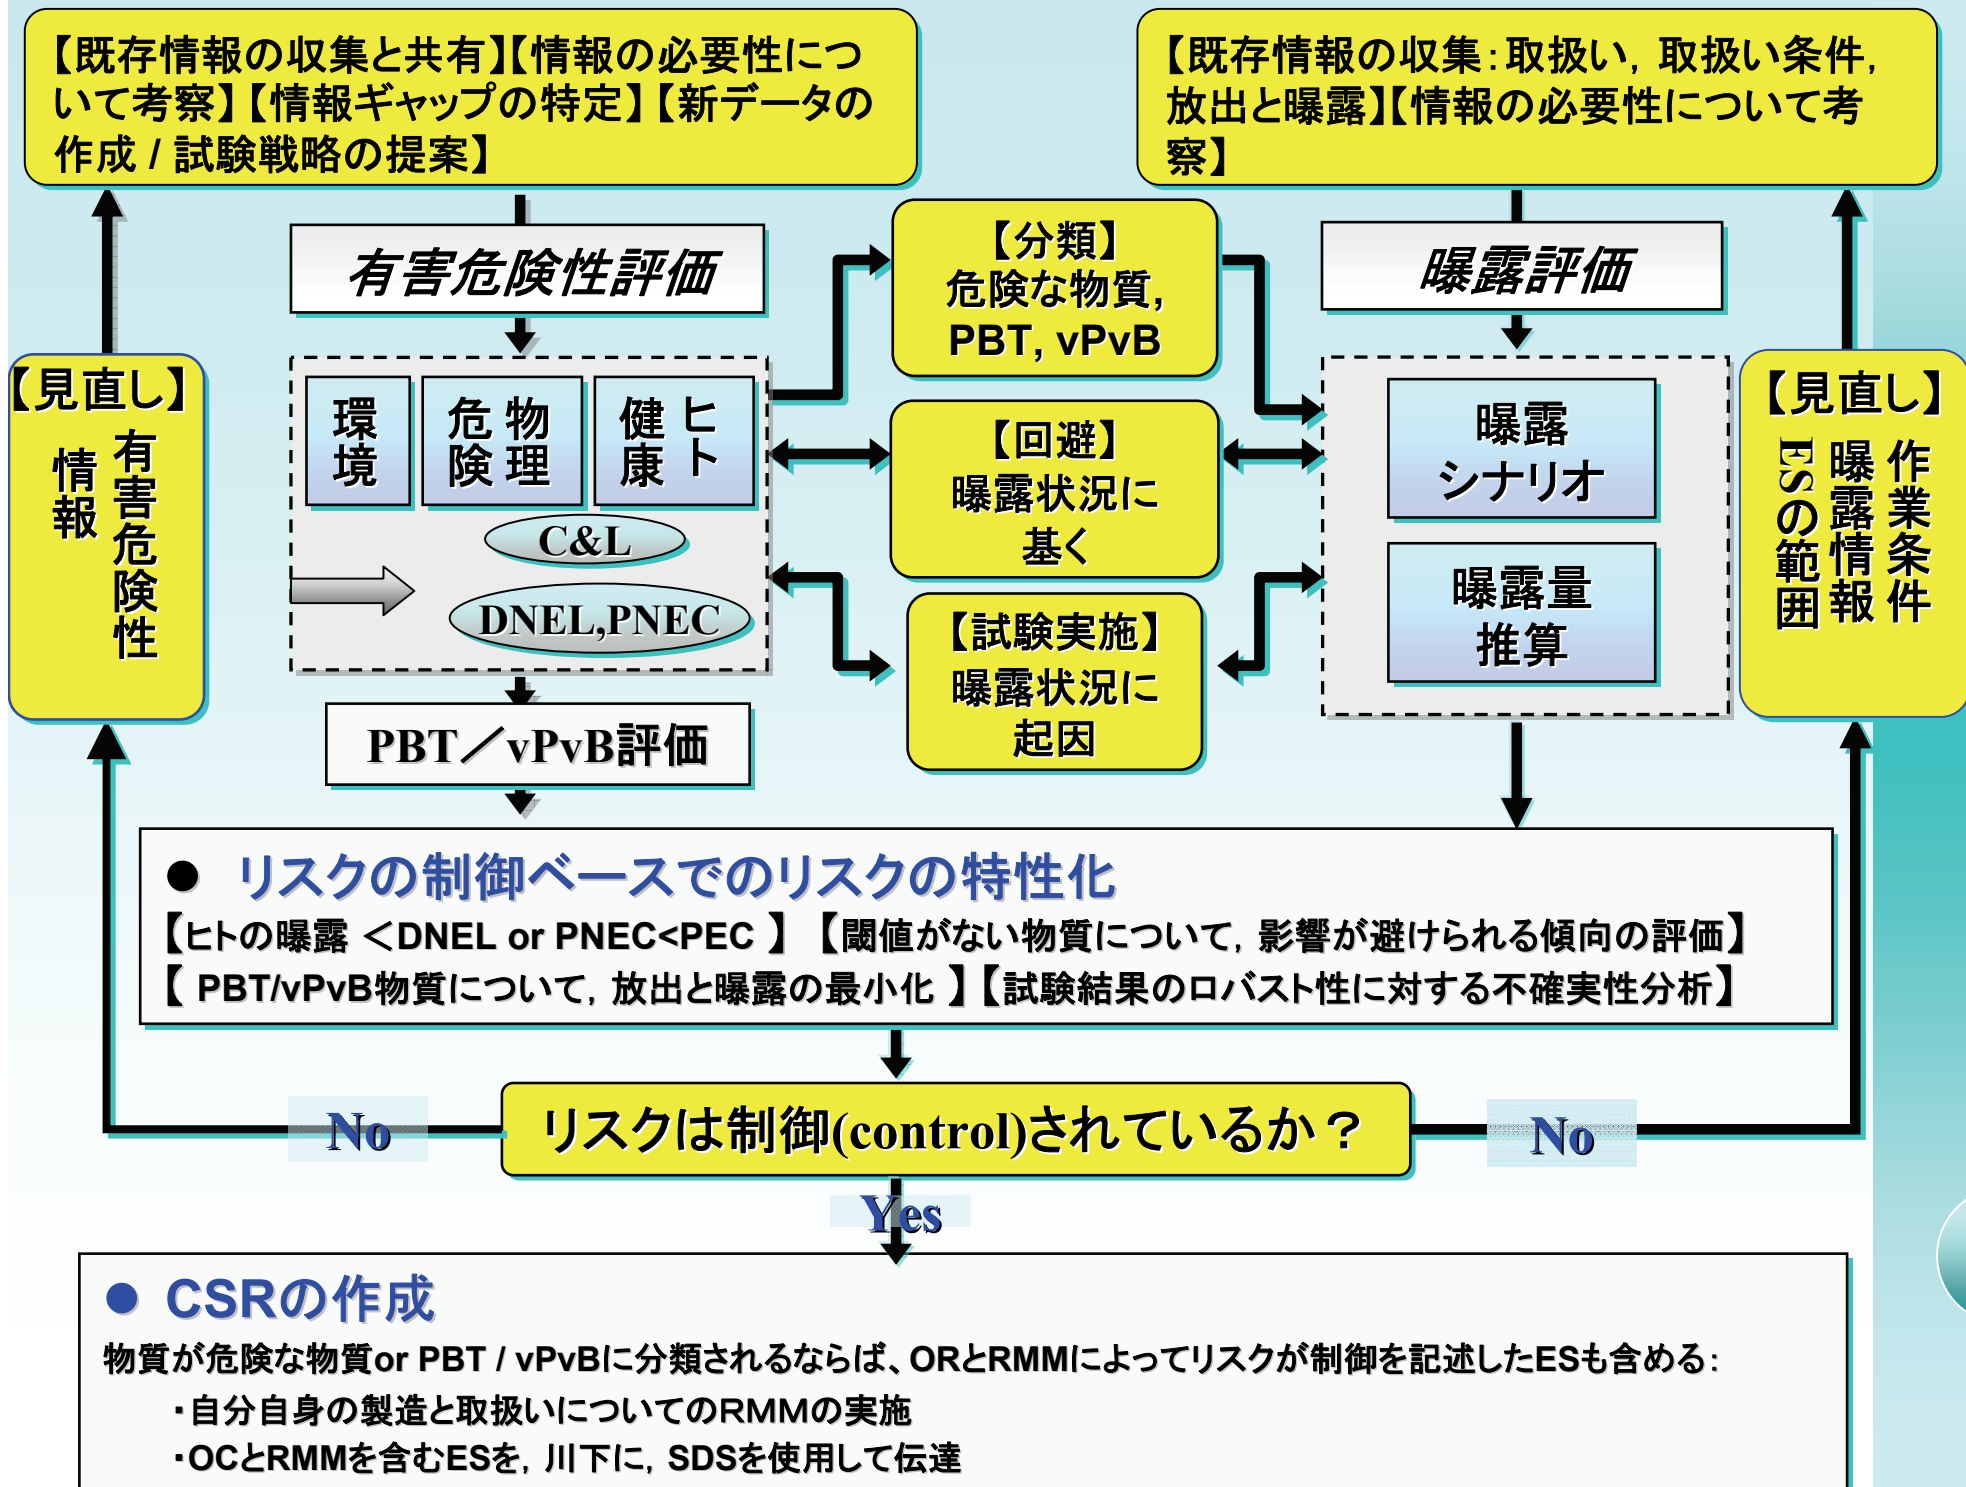 【既存情報の収集と共有】【情報の必要性につ
いて考察】【情報ギャップの特定】【新データの
作成 / 試験戦略の提案】
【既存情報の収集：取扱い，取扱い条件，
放出と曝露】【情報の必要性について考
察】
有害危険性評価
【分類】
危険な物質，
PBT, vPvB
曝露評価
【見直し】
有害危険性
情報
環境
物理
危険
ヒト
健康
C&L
DNEL,PNEC
【回避】
曝露状況に
基く
【試験実施】
曝露状況に
起因
曝露
シナリオ
曝露量
推算
【見直し】
作業条件
曝露情報
ESの範囲
PBT／vPvB評価
● リスクの制御ベースでのリスクの特性化
【ヒトの曝露 ＜DNEL or PNEC<PEC 】 【閾値がない物質について，影響が避けられる傾向の評価】
【 PBT/vPvB物質について，放出と曝露の最小化 】【試験結果のロバスト性に対する不確実性分析】
リスクは制御(control)されているか？
No
No
Yes
● CSRの作成
物質が危険な物質or PBT / vPvBに分類されるならば、ORとRMMによってリスクが制御を記述したESも含める：
・自分自身の製造と取扱いについてのＲＭＭの実施
・OCとRMMを含むESを，川下に，SDSを使用して伝達